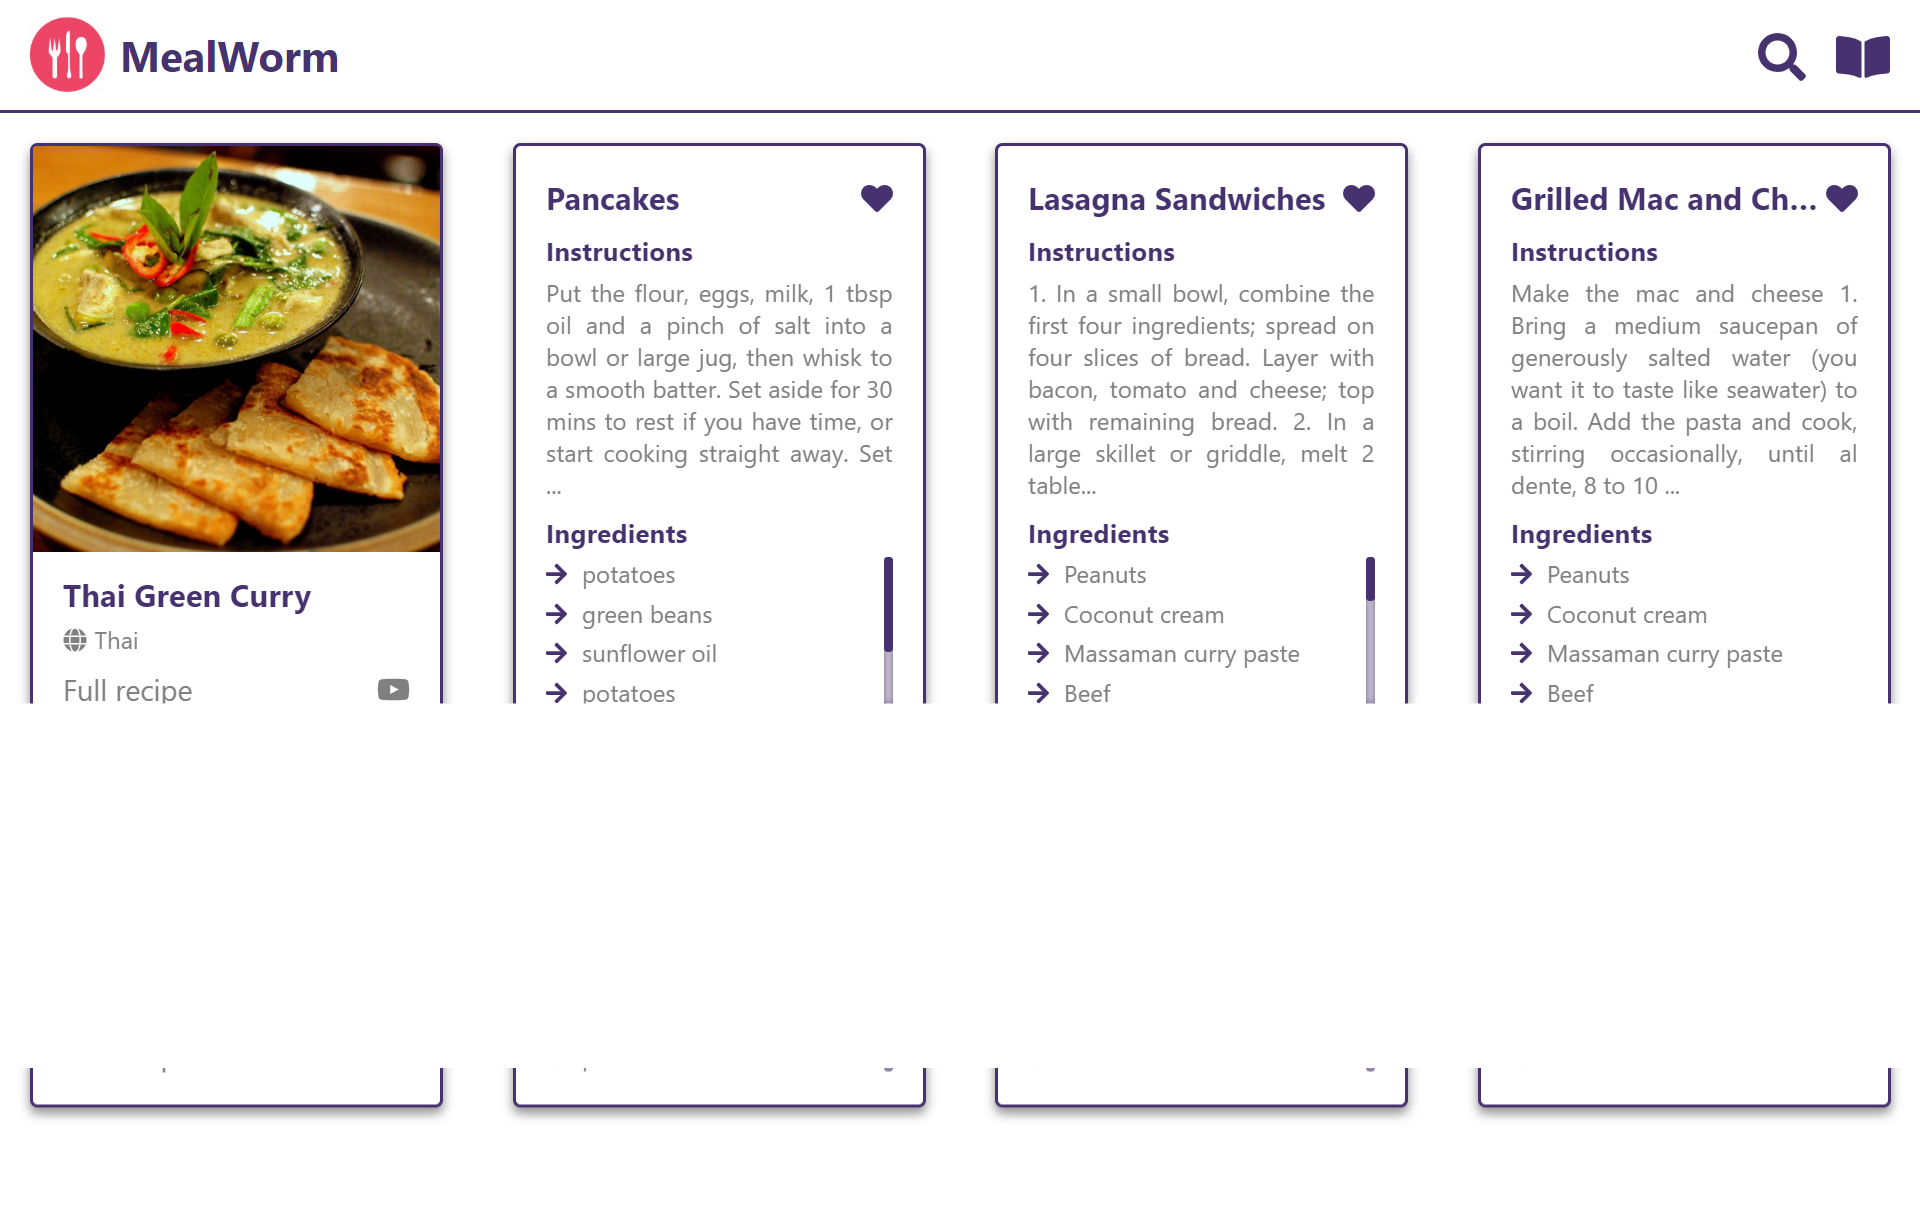 MealWorm
Thai Green Curry
Thai
Full recipe
Pancakes
Instructions
Put the flour, eggs, milk, 1 tbsp
oil and a pinch of salt into a
bowl or large jug, then whisk to
a smooth batter. Set aside for 30
mins to rest if you have time, or
start cooking straight away. Set
...
Ingredients
potatoes
green beans
sunflower oil
potatoes
Lasagna Sandwiches
Instructions
1. In a small bowl, combine the
first four ingredients; spread on
four slices of bread. Layer with
bacon, tomato and cheese; top
with remaining bread. 2. In a
large skillet or griddle, melt 2
table...
Ingredients
Peanuts
Coconut cream
Massaman curry paste
Beef
Grilled Mac and Ch...
Instructions
Make the mac and cheese 1.
Bring a medium saucepan of
generously salted water (you
want it to taste like seawater) to
a boil. Add the pasta and cook,
stirring occasionally, until al
dente, 8 to 10 ...
Ingredients
Peanuts
Coconut cream
Massaman curry paste
Beef